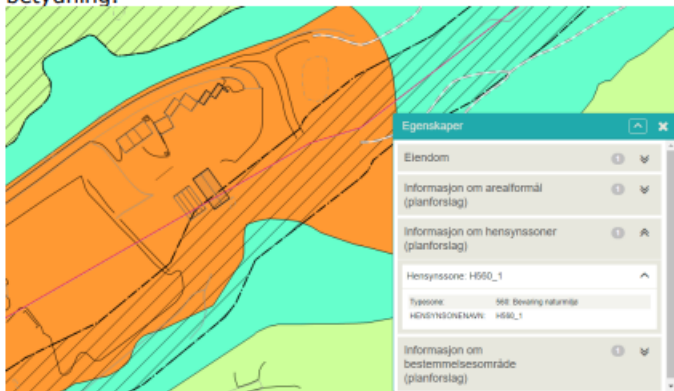 betydning.
Egenskaper
Eiendom
Informasjon om arealformål
(planforslag)
Informasjon om hensynssoner
(planforslag)
Hensynssone: H560_1
Typesone: 560: Bevaring naturmiljø
HENSYNSONENAVN: H560_1
Informasjon om
bestemmelsesområde
(planforslag)